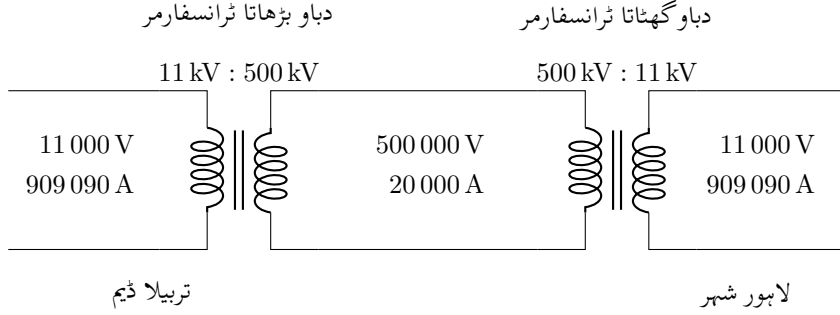 دباو بڑھاتا ٹرانسفارمر
دباو گھٹاتا ٹرانسفارمر
11 kV : 500 kV
500 kV : 11 kV
11 000 V
500 000 V
11 000 V
909 090 A
20 000 A
909 090 A
تربیلا ڈیم
لاہور شہر